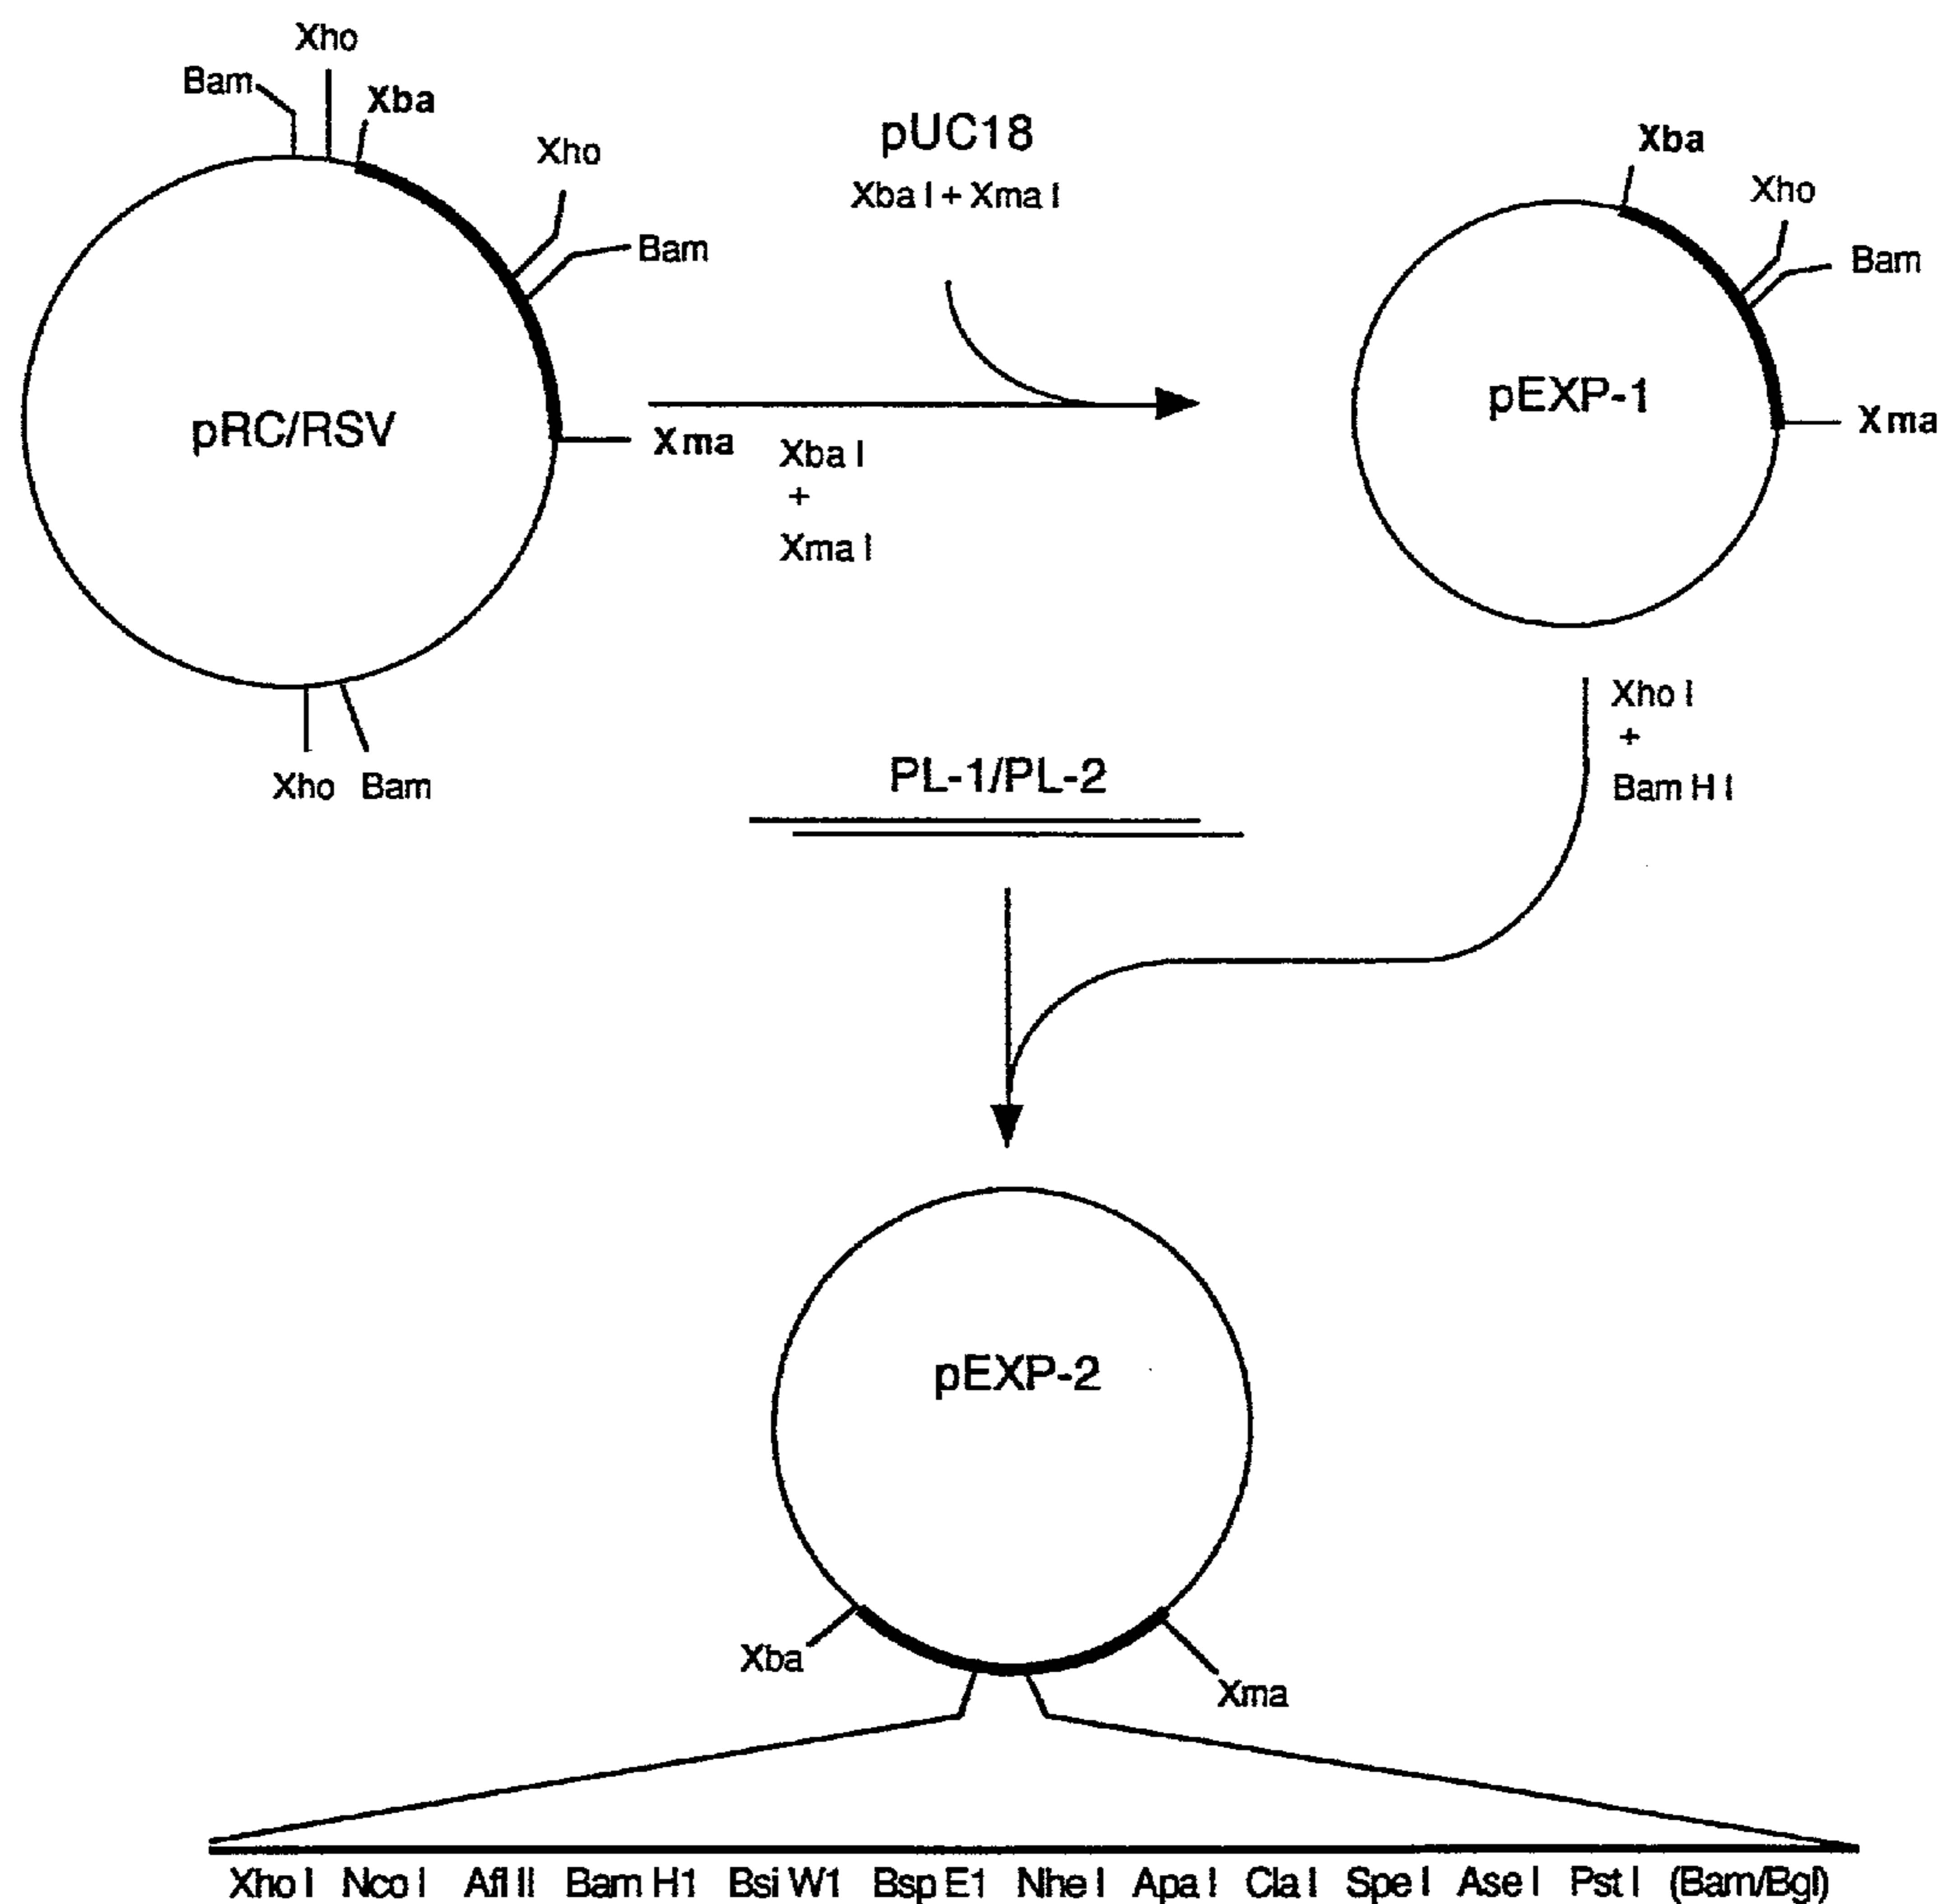 Xho
Bam
Xba
Xho
Bam
pRC/RSV
Xma
Xho Bam
pUC18
Xba I + Xma I
Xba I
+
Xma I
Xba
Xho
Bam
pEXP-1
Xma
Xho I
+
Bam H I
PL-1/PL-2
pEXP-2
Xba
Xma
Xho I Nco I Afl II Bam H1 Bsi W1 Bsp E1 Nhe I Apa I Cla I Spe I Ase I Pst I (Bam/Bgl)